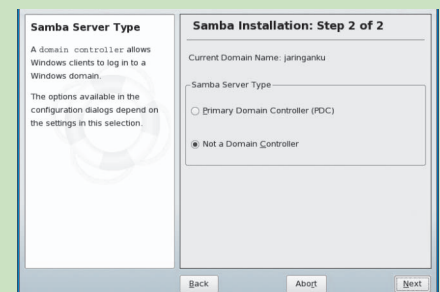 Samba Server Type
A domain controller allows
Windows clients to log in to a
Windows domain.
The options available in the
configuration dialogs depend on
the settings in this selection.
Samba Installation: Step 2 of 2
Current Domain Name: jaringanku
Samba Server Type
Primary Domain Controller (PDC)
Not a Domain Controller
Back
Abort
Next